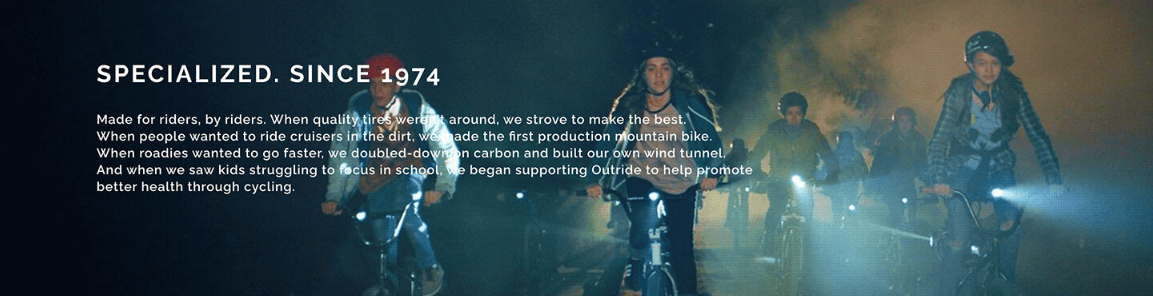 SPECIALIZED. SINCE 1974
Made for riders, by riders. When quality tires weren't around, we strove to make the best.
When people wanted to ride cruisers in the dirt, we made the first production mountain bike.
When roadies wanted to go faster, we doubled-down on carbon and built our own wind tunnel.
And when we saw kids struggling to focus in school, we began supporting Outride to help promote
better health through cycling.